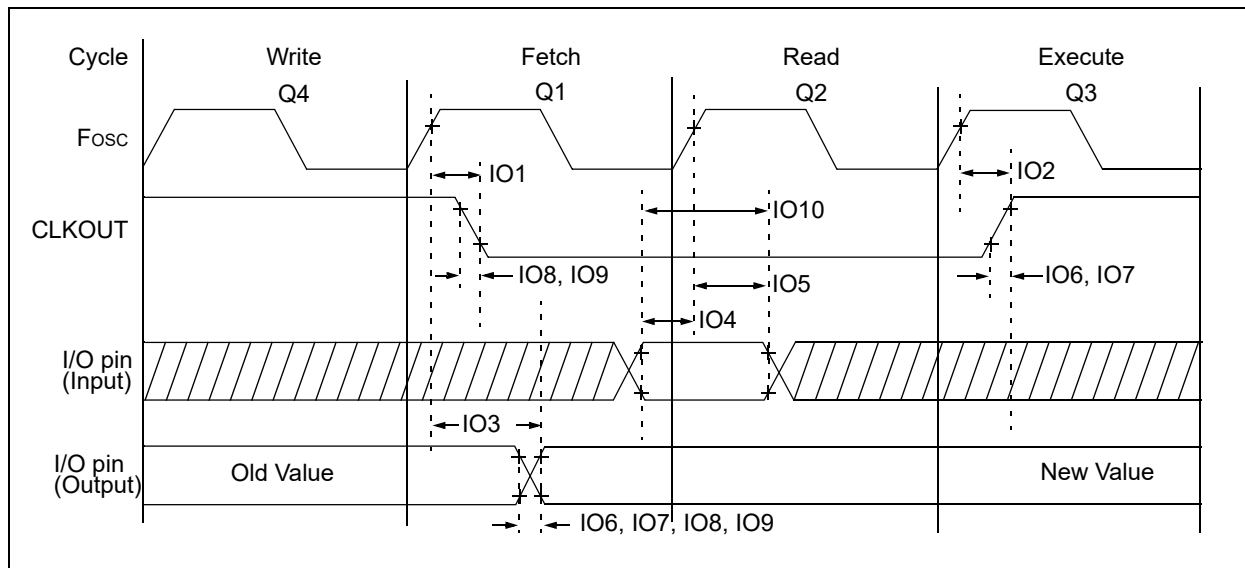 Cycle Write Fetch Read Execute
Q4 Q1 Q2 Q3
FOSC
IO1 IO2
CLKOUT IO10
IO8, IO9 IO5 IO6, IO7
IO4
I/O pin
(Input)
IO3
I/O pin
(Output) Old Value New Value
IO6, IO7, IO8, IO9